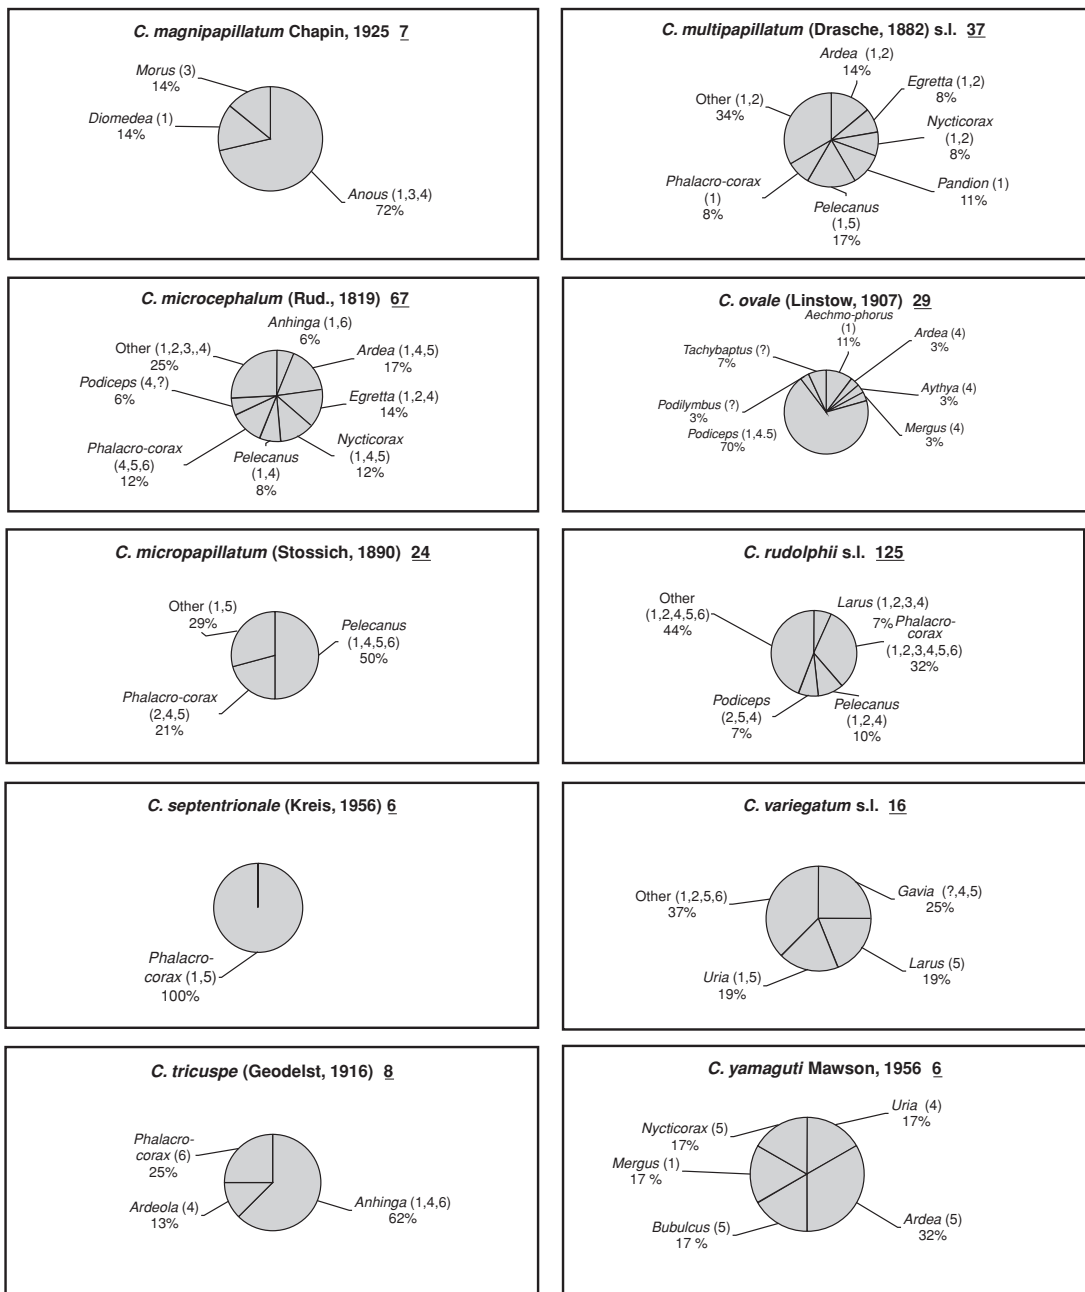 C. magnipapillatum Chapin, 1925 7
Morus (3)
14%
Diomedea (1)
14%
Anous (1,3,4)
72%
C. multipapillatum (Drasche, 1882) s.l. 37
Ardea (1,2)
14%
Egretta (1,2)
8%
Other (1,2)
34%
Nycticorax
(1,2)
8%
Phalacro-corax
(1)
8%
Pandion (1)
11%
Pelecanus
(1,5)
17%
C. microcephalum (Rud., 1819) 67
Anhinga (1,6)
6%
Other (1,2,3,,4)
25%
Ardea (1,4,5)
17%
Podiceps (4,?)
6%
Egretta (1,2,4)
14%
Phalacro-corax
(4,5,6)
12%
Pelecanus
(1,4)
8%
Nycticorax
(1,4,5)
12%
C. ovale (Linstow, 1907) 29
Aechmo-phorus
(1)
11%
Ardea (4)
3%
Tachybaptus (?)
7%
Aythya (4)
3%
Podilymbus (?)
3%
Mergus (4)
3%
Podiceps (1,4.5)
70%
C. micropapillatum (Stossich, 1890) 24
Other (1,5)
29%
Pelecanus
(1,4,5,6)
50%
Phalacro-corax
(2,4,5)
21%
C. rudolphii s.l. 125
Other
(1,2,4,5,6)
44%
Larus (1,2,3,4)
7%
Phalacro-
corax
(1,2,3,4,5,6)
32%
Podiceps
(2,5,4)
7%
Pelecanus
(1,2,4)
10%
C. septentrionale (Kreis, 1956) 6
Phalacro-
corax (1,5)
100%
C. variegatum s.l. 16
Other (1,2,5,6)
37%
Gavia (?,4,5)
25%
Uria (1,5)
19%
Larus (5)
19%
C. tricuspe (Geodelst, 1916) 8
Phalacro-
corax (6)
25%
Ardeola (4)
13%
Anhinga (1,4,6)
62%
C. yamaguti Mawson, 1956 6
Uria (4)
17%
Nycticorax (5)
17%
Mergus (1)
17 %
Bubulcus (5)
17 %
Ardea (5)
32%